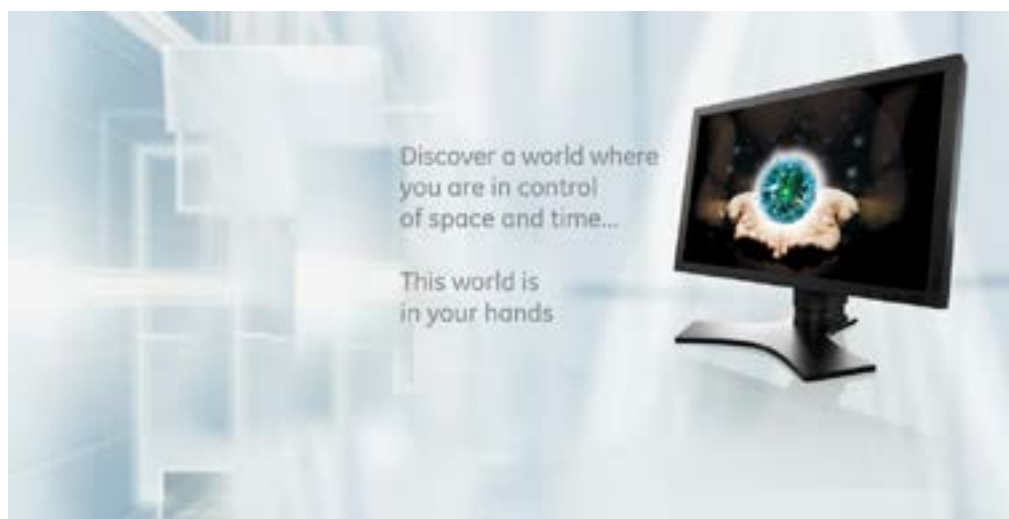 Discover a world where
you are in control
of space and time...
This world is
in your hands